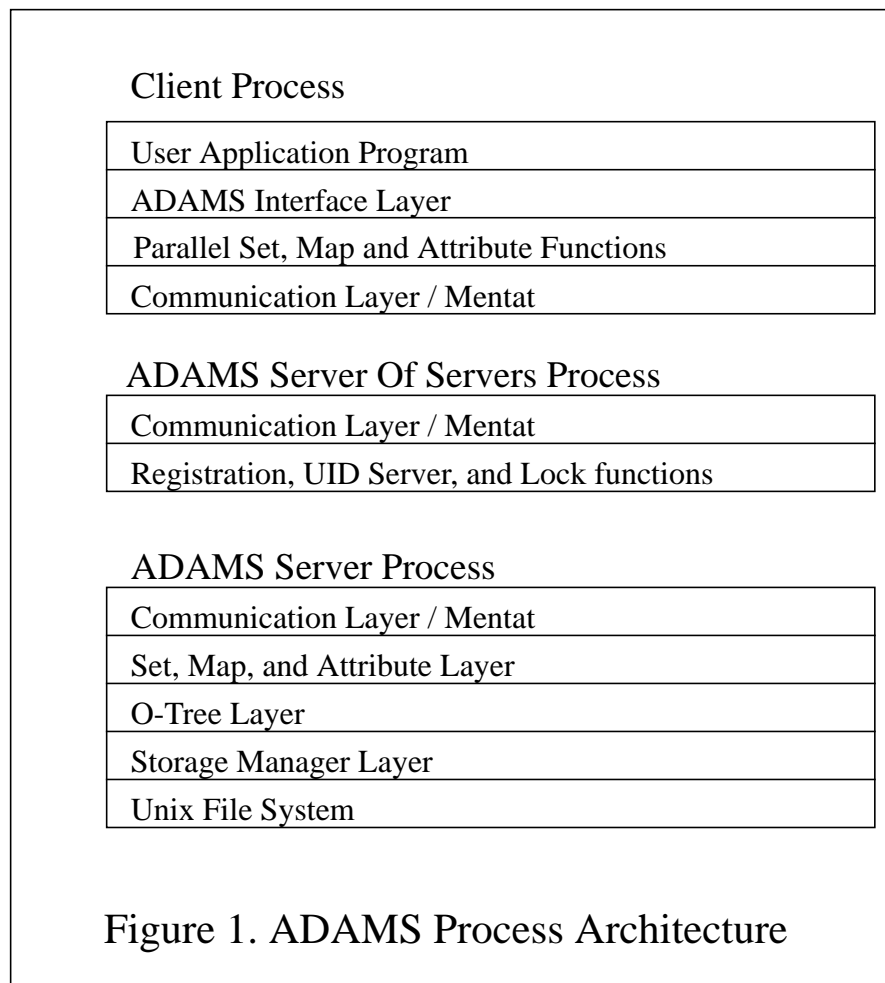 Client Process
User Application Program
ADAMS Interface Layer
Parallel Set, Map and Attribute Functions
Communication Layer / Mentat
ADAMS Server Of Servers Process
Communication Layer / Mentat
Registration, UID Server, and Lock functions
ADAMS Server Process
Communication Layer / Mentat
Set, Map, and Attribute Layer
O-Tree Layer
Storage Manager Layer
Unix File System
Figure 1. ADAMS Process Architecture